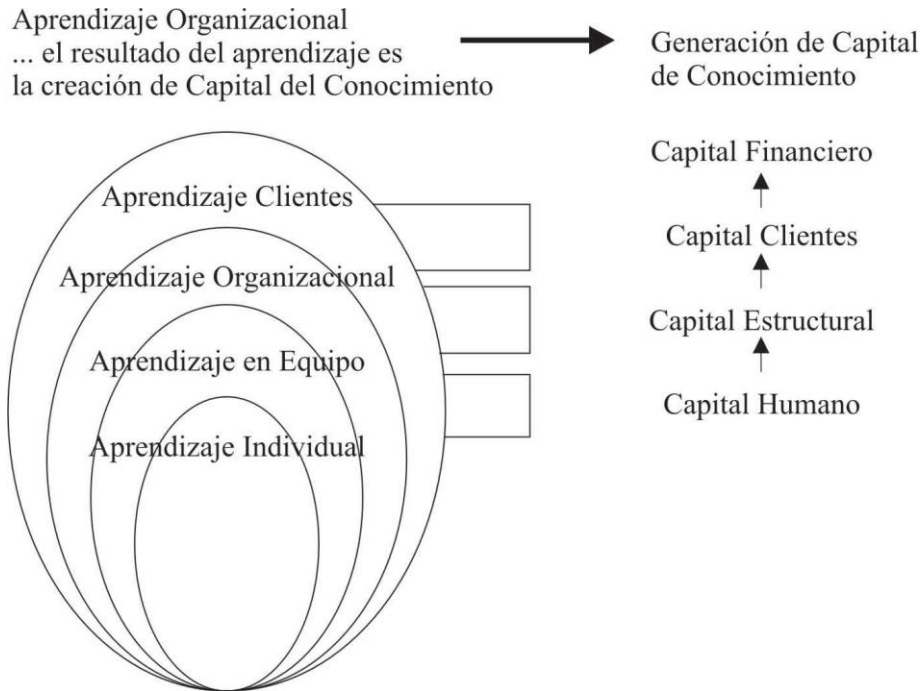 Aprendizaje Organizacional
... el resultado del aprendizaje es
la creación de Capital del Conocimiento
Generación de Capital
de Conocimiento
Aprendizaje Clientes
Aprendizaje Organizacional
Aprendizaje en Equipo
Aprendizaje Individual
Capital Financiero
Capital Clientes
Capital Estructural
Capital Humano